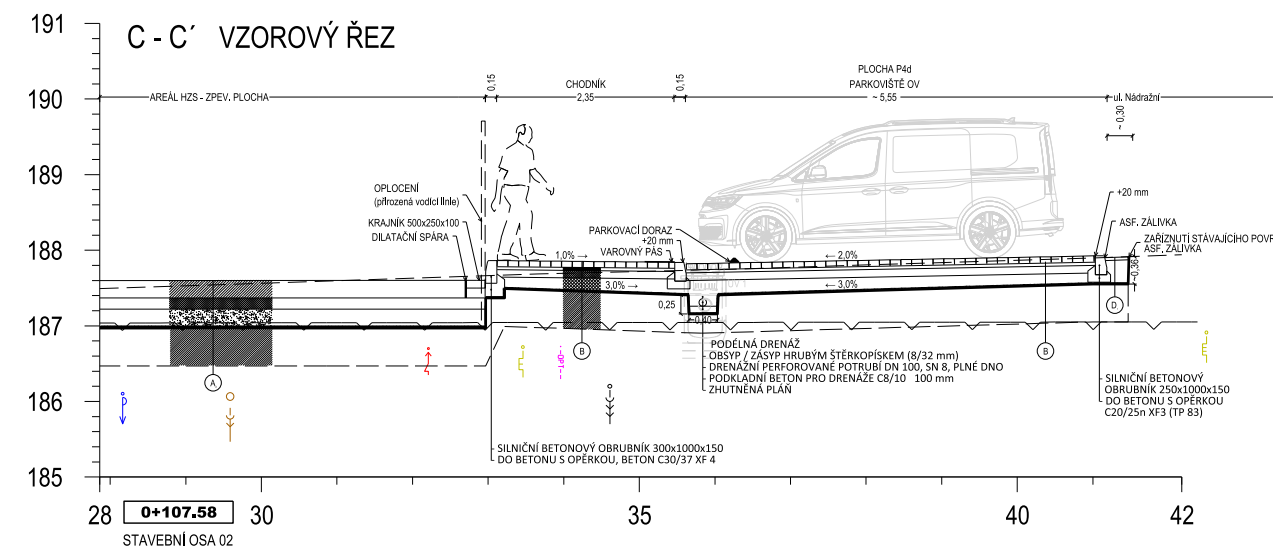 C - C´ VZOROVÝ ŘEZ
191
190
189
188
187
186
185
AREÁL HZS - ZPEV. PLOCHA
0,15
CHODNÍK
2,35
0,15
PLOCHA P4d
PARKOVIŠTĚ OV
~ 5,55
ul. Nádražní
~ 0,30
OPLOCENÍ
(přirozená vodící linie)
KRAJNÍK 500x250x100
DILATAČNÍ SPÁRA
PARKOVACÍ DORAZ
+20 mm
VAROVNÝ PÁS
+20 mm
ASF. ZÁLIVKA
ZAŘÍZNUTÍ STÁVAJÍCÍHO POVR
ASF. ZÁLIVKA
1,0% →
← 2,0%
3,0% →
← 3,0%
~0,36
0,25
0,40
A
B
B
D
PODÉLNÁ DRENÁŽ
OBSYP / ZÁSYP HRUBÝM ŠTĚRKOPÍSKEM (8/32 mm)
DRENÁŽNÍ PERFOROVANÉ POTRUBÍ DN 100, SN 8, PLNÉ DNO
PODKLADNÍ BETON PRO DRENÁŽE C8/10 100 mm
ZHUTNĚNÁ PLÁŇ
SILNIČNÍ BETONOVÝ
OBRUBNÍK 250x1000x150
DO BETONU S OPĚRKOU
C20/25n XF3 (TP 83)
SILNIČNÍ BETONOVÝ OBRUBNÍK 300x1000x150
DO BETONU S OPĚRKOU, BETON C30/37 XF 4
28
30
35
40
42
0+107.58
STAVEBNÍ OSA 02